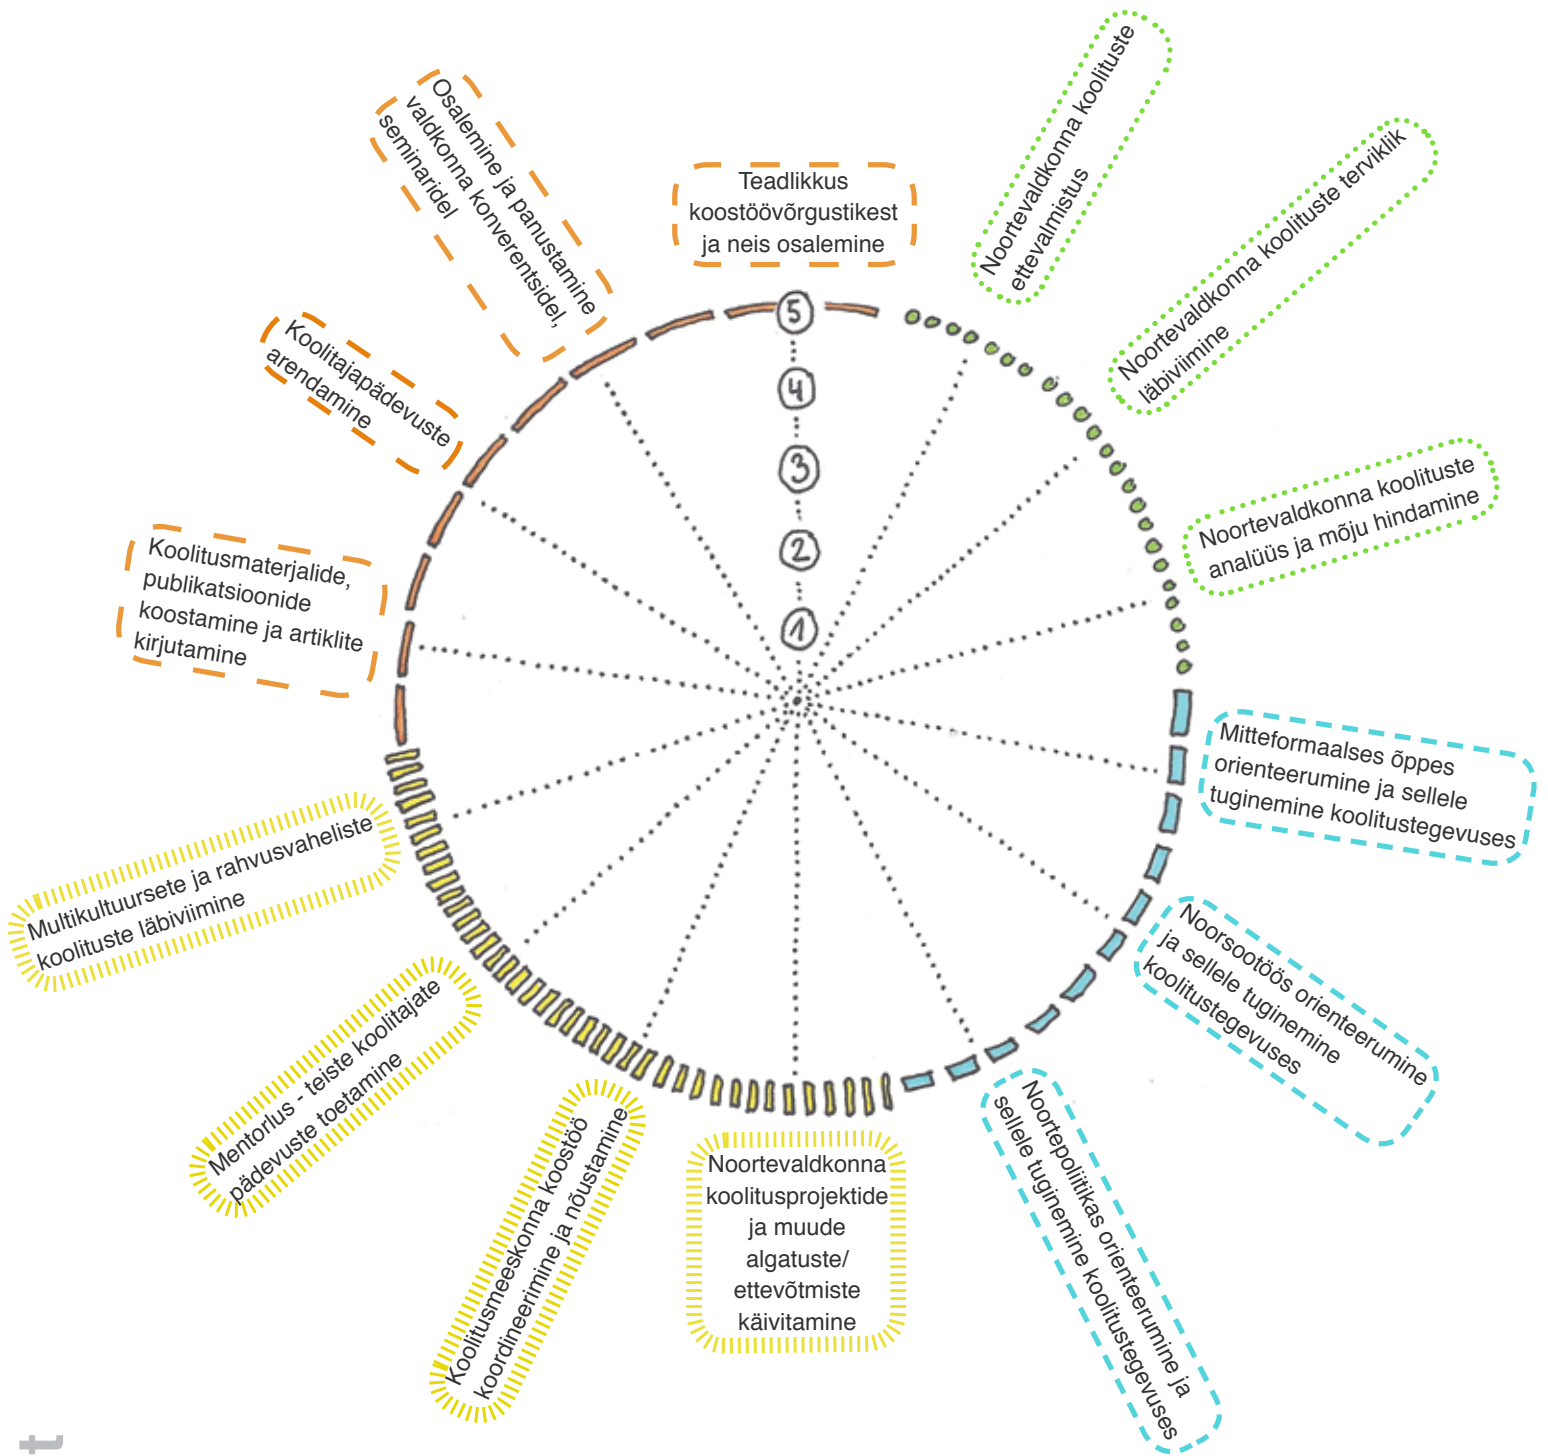 Teadlikkus
koostöövõrgustikest
ja neis osalemine
Noortevaldkonna koolituste
ettevalmistus
Noortevaldkonna koolituste terviklik
läbiviimine
Noortevaldkonna koolituste
analüüs ja mõju hindamine
Mitteformaalses õppes
orienteerumine ja sellele
tuginemine koolitustegevuses
Noorsootöös orienteerumine
ja sellele tuginemine
koolitustegevuses
Noortepoliitikas orienteerumine ja
sellele tuginemine koolitustegevuses
Noortevaldkonna
koolitusprojektide
ja muude
algatuste/
ettevõtmiste
käivitamine
Koolitusmeeskonna koostöö
koordineerimine ja nõustamine
Mentorlus - teiste koolitajate
pädevuste toetamine
Multikultuursete ja rahvusvaheliste
koolituste läbiviimine
Koolitusmaterjalide,
publikatsioonide
koostamine ja artiklite
kirjutamine
Koolitajapädevuste
arendamine
Osalemine ja panustamine
valdkonna konverentsidel,
seminaridel
5
4
3
2
1
t